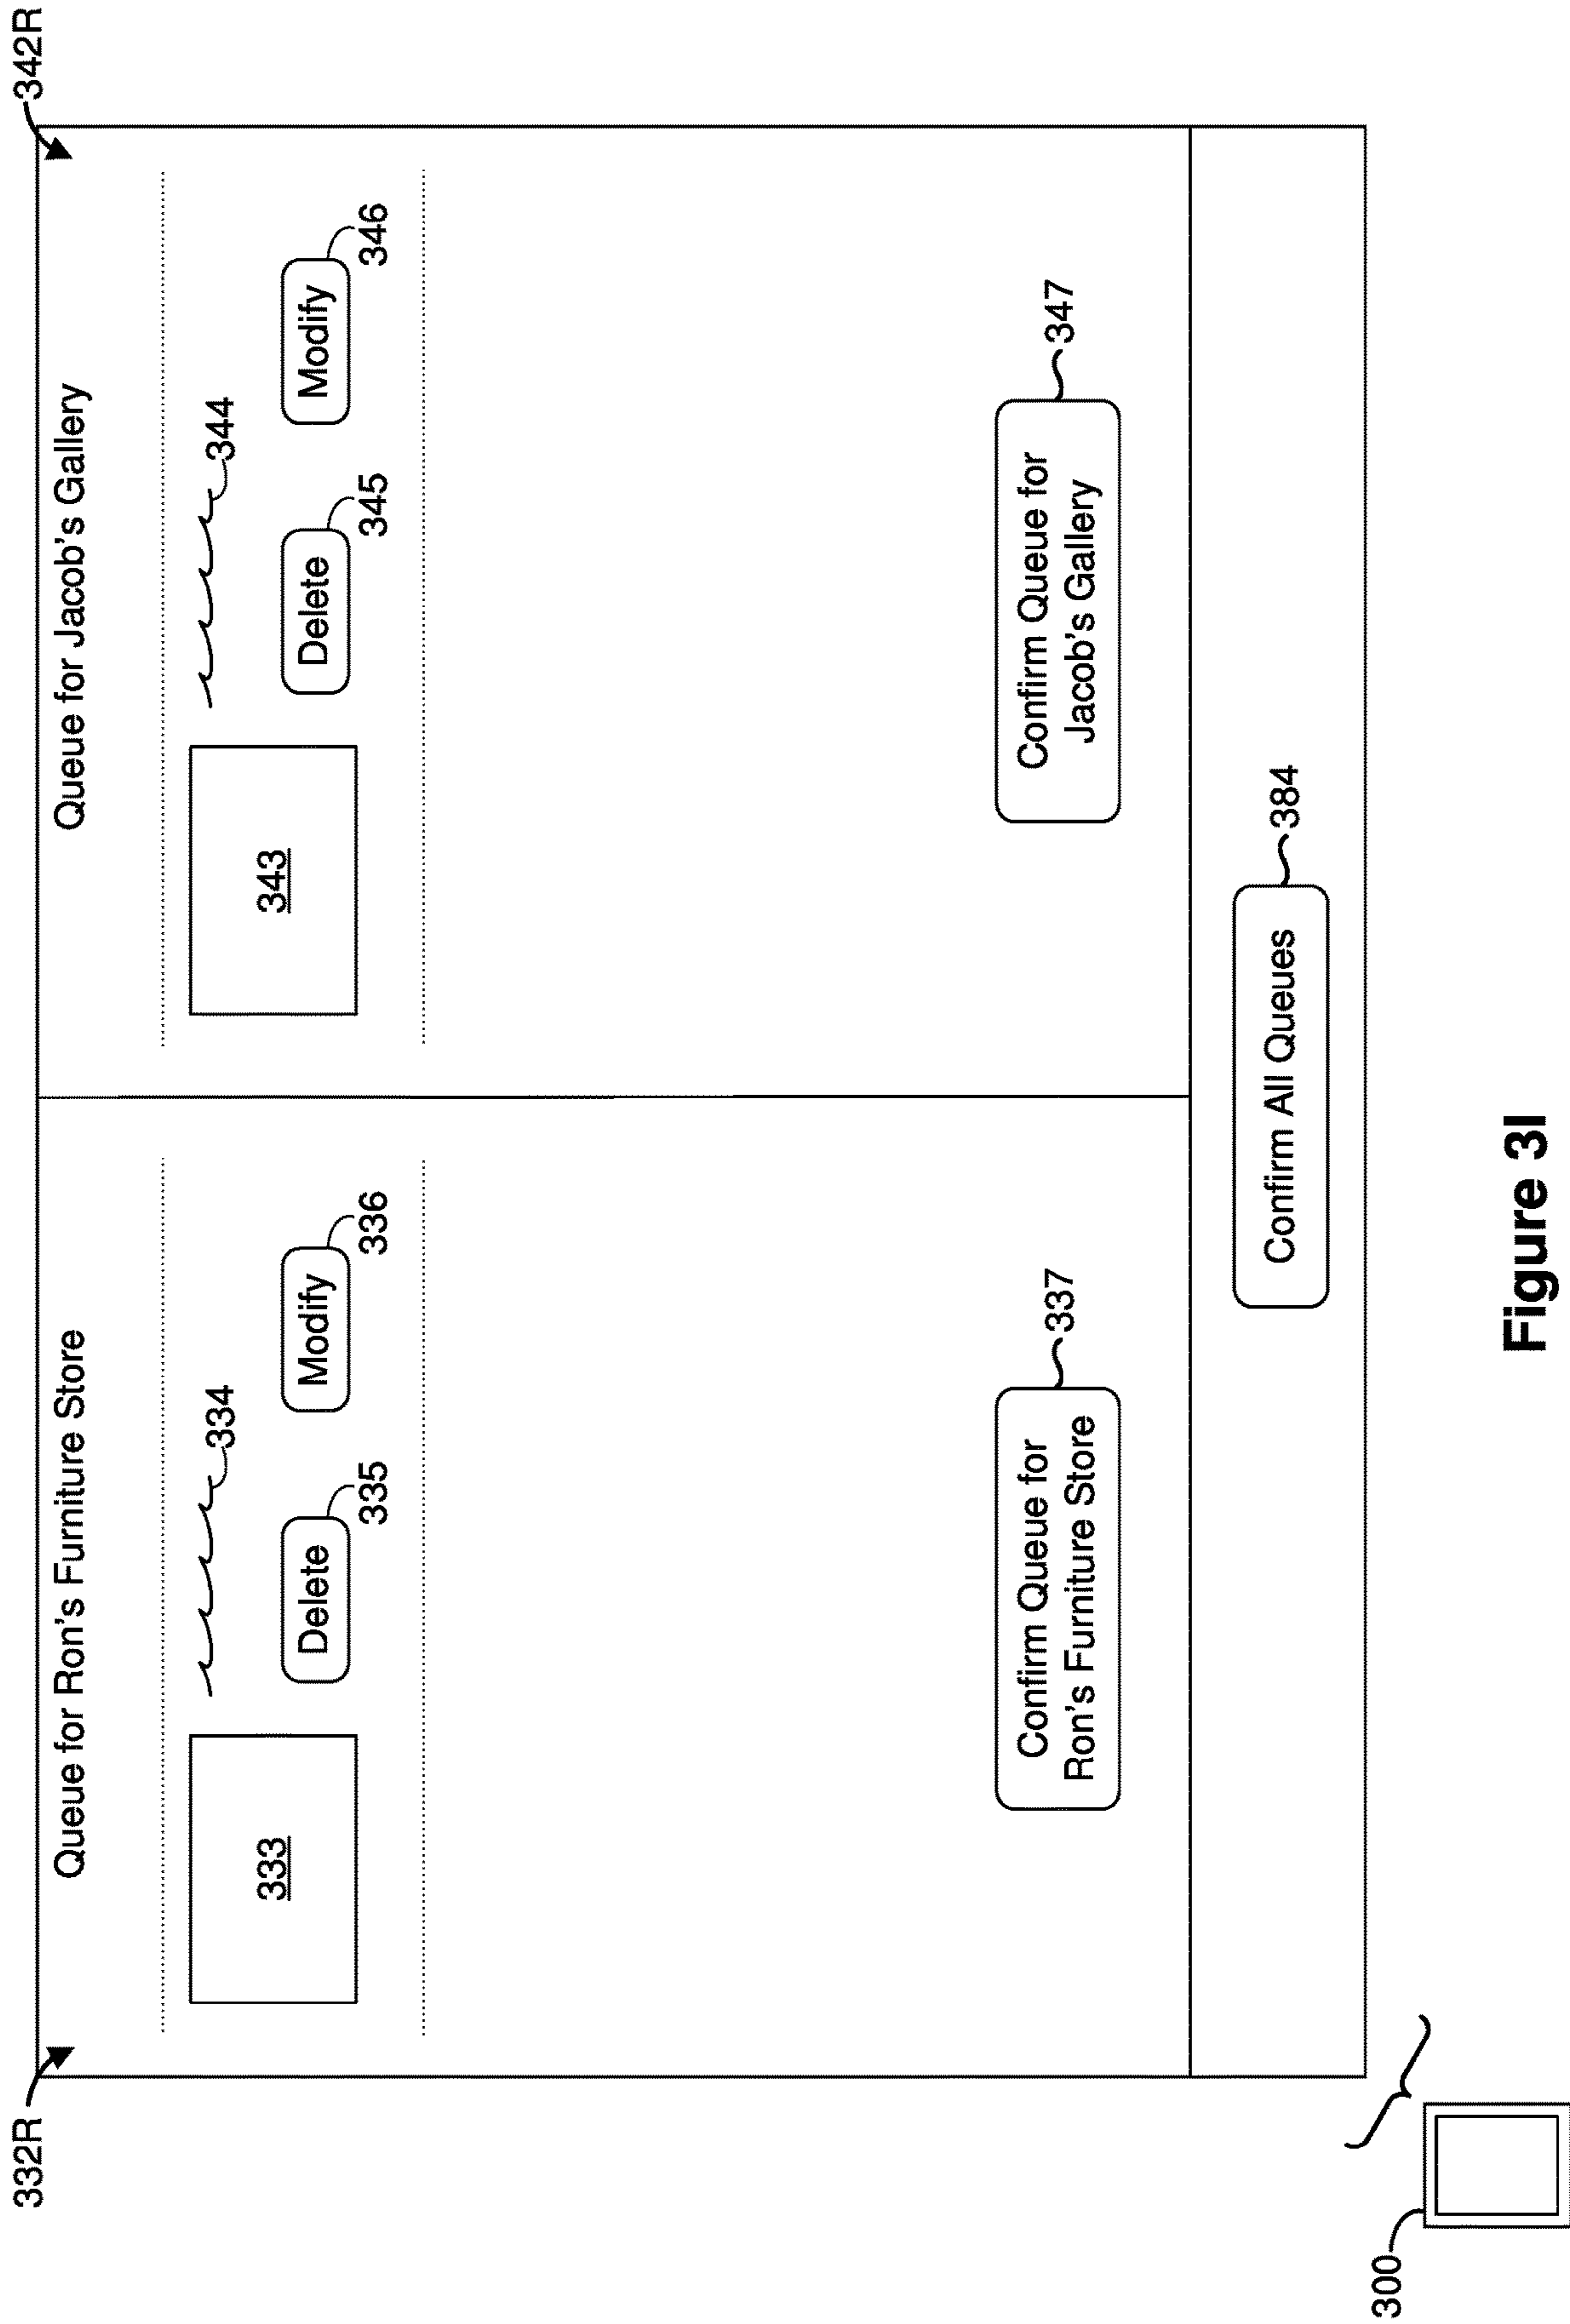 332R
342R
Queue for Ron's Furniture Store
333
334
Delete
335
Modify
336
Confirm Queue for
Ron's Furniture Store
337
Queue for Jacob's Gallery
343
344
Delete
345
Modify
346
Confirm Queue for
Jacob's Gallery
347
Confirm All Queues
384
300
Figure 3I